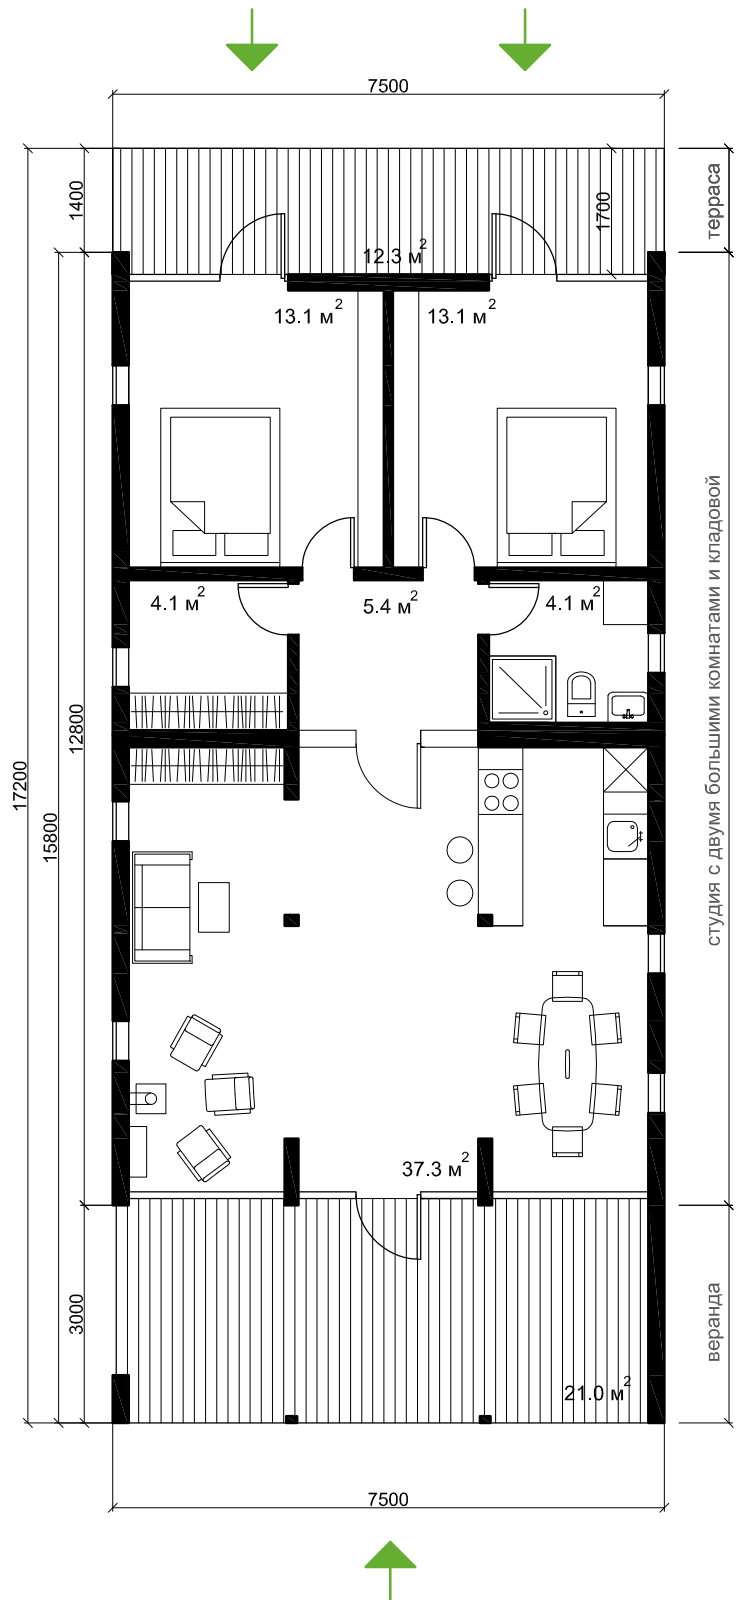 7500
1400
1700
терраса
12.3 м²
13.1 м²
13.1 м²
4.1 м²
5.4 м²
4.1 м²
12800
17200
15800
студия с двумя большими комнатами и кладовой
37.3 м²
3000
веранда
21.0 м²
7500